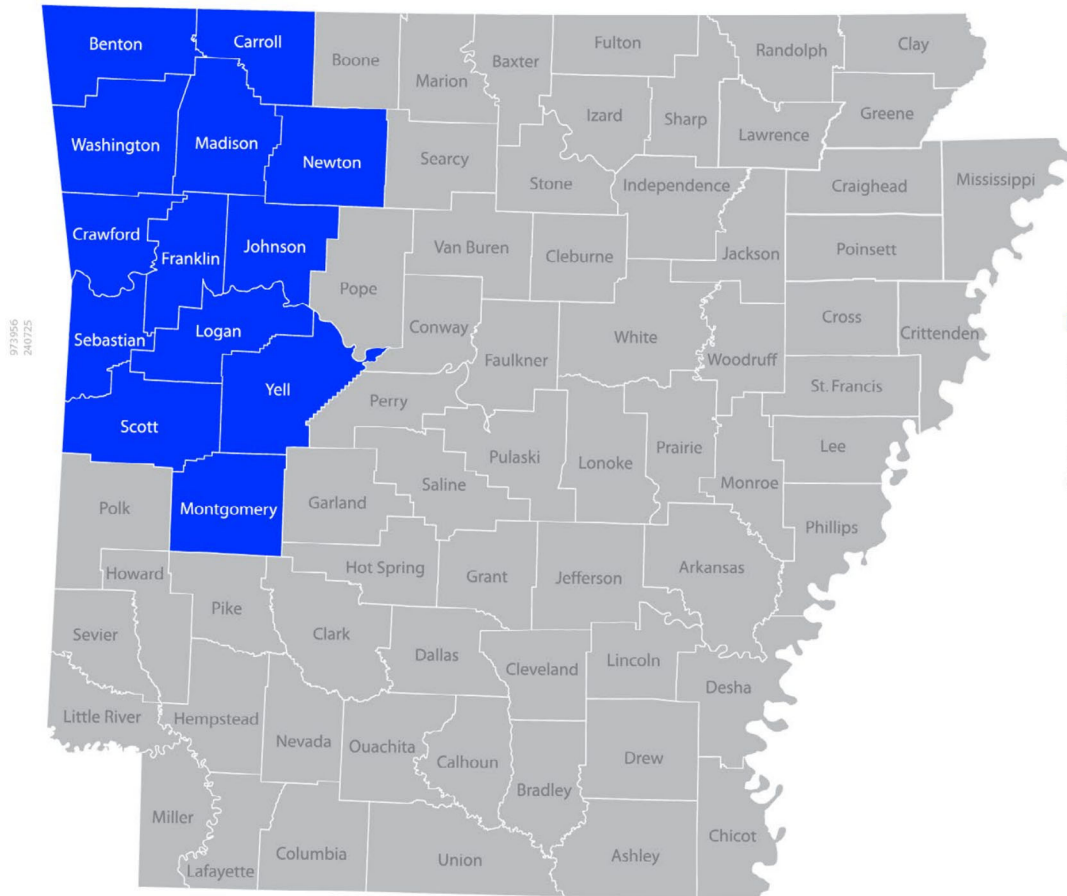 Benton
Carroll
Boone
Marion
Baxter
Fulton
Randolph
Clay
Izard
Sharp
Lawrence
Greene
Washington
Madison
Newton
Searcy
Stone
Independence
Craighead
Mississippi
Crawford
Franklin
Johnson
Van Buren
Cleburne
Jackson
Poinsett
Pope
973956
240725
Sebastian
Logan
Conway
Faulkner
White
Woodruff
Cross
Crittenden
Yell
Perry
St. Francis
Scott
Pulaski
Lonoke
Prairie
Lee
Polk
Montgomery
Garland
Saline
Monroe
Phillips
Howard
Pike
Hot Spring
Grant
Jefferson
Arkansas
Sevier
Clark
Dallas
Cleveland
Lincoln
Desha
Little River
Hempstead
Nevada
Ouachita
Calhoun
Bradley
Drew
Miller
Lafayette
Columbia
Union
Ashley
Chicot